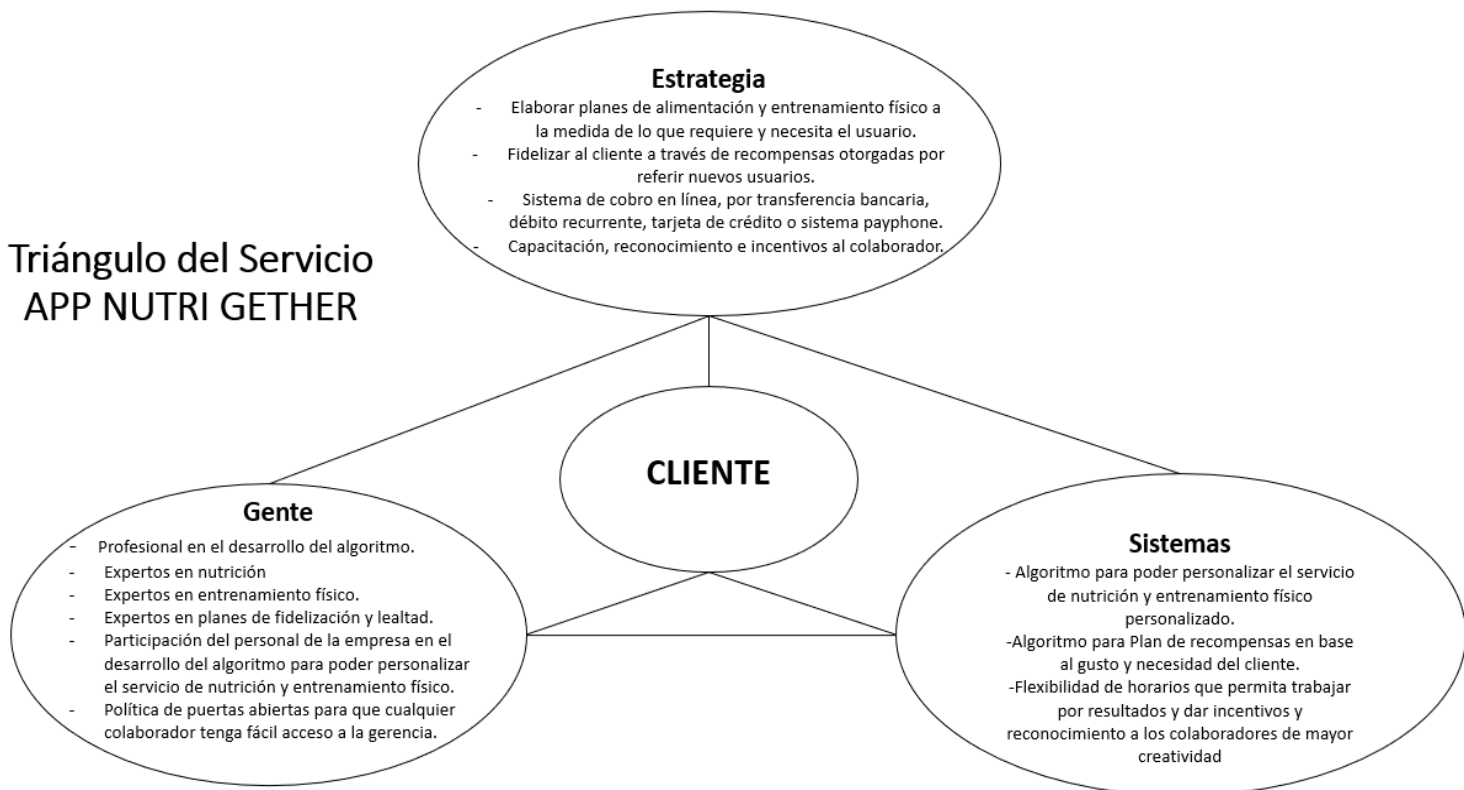 Triángulo del Servicio
APP NUTRI GETHER
Estrategia
- Elaborar planes de alimentación y entrenamiento físico a
la medida de lo que requiere y necesita el usuario.
- Fidelizar al cliente a través de recompensas otorgadas por
referir nuevos usuarios.
- Sistema de cobro en línea, por transferencia bancaria,
débito recurrente, tarjeta de crédito o sistema payphone.
- Capacitación, reconocimiento e incentivos al colaborador.
CLIENTE
Gente
- Profesional en el desarrollo del algoritmo.
- Expertos en nutrición
- Expertos en entrenamiento físico.
- Expertos en planes de fidelización y lealtad.
- Participación del personal de la empresa en el
desarrollo del algoritmo para poder personalizar
el servicio de nutrición y entrenamiento físico.
- Política de puertas abiertas para que cualquier
colaborador tenga fácil acceso a la gerencia.
Sistemas
- Algoritmo para poder personalizar el servicio
de nutrición y entrenamiento físico
personalizado.
-Algoritmo para Plan de recompensas en base
al gusto y necesidad del cliente.
-Flexibilidad de horarios que permita trabajar
por resultados y dar incentivos y
reconocimiento a los colaboradores de mayor
creatividad